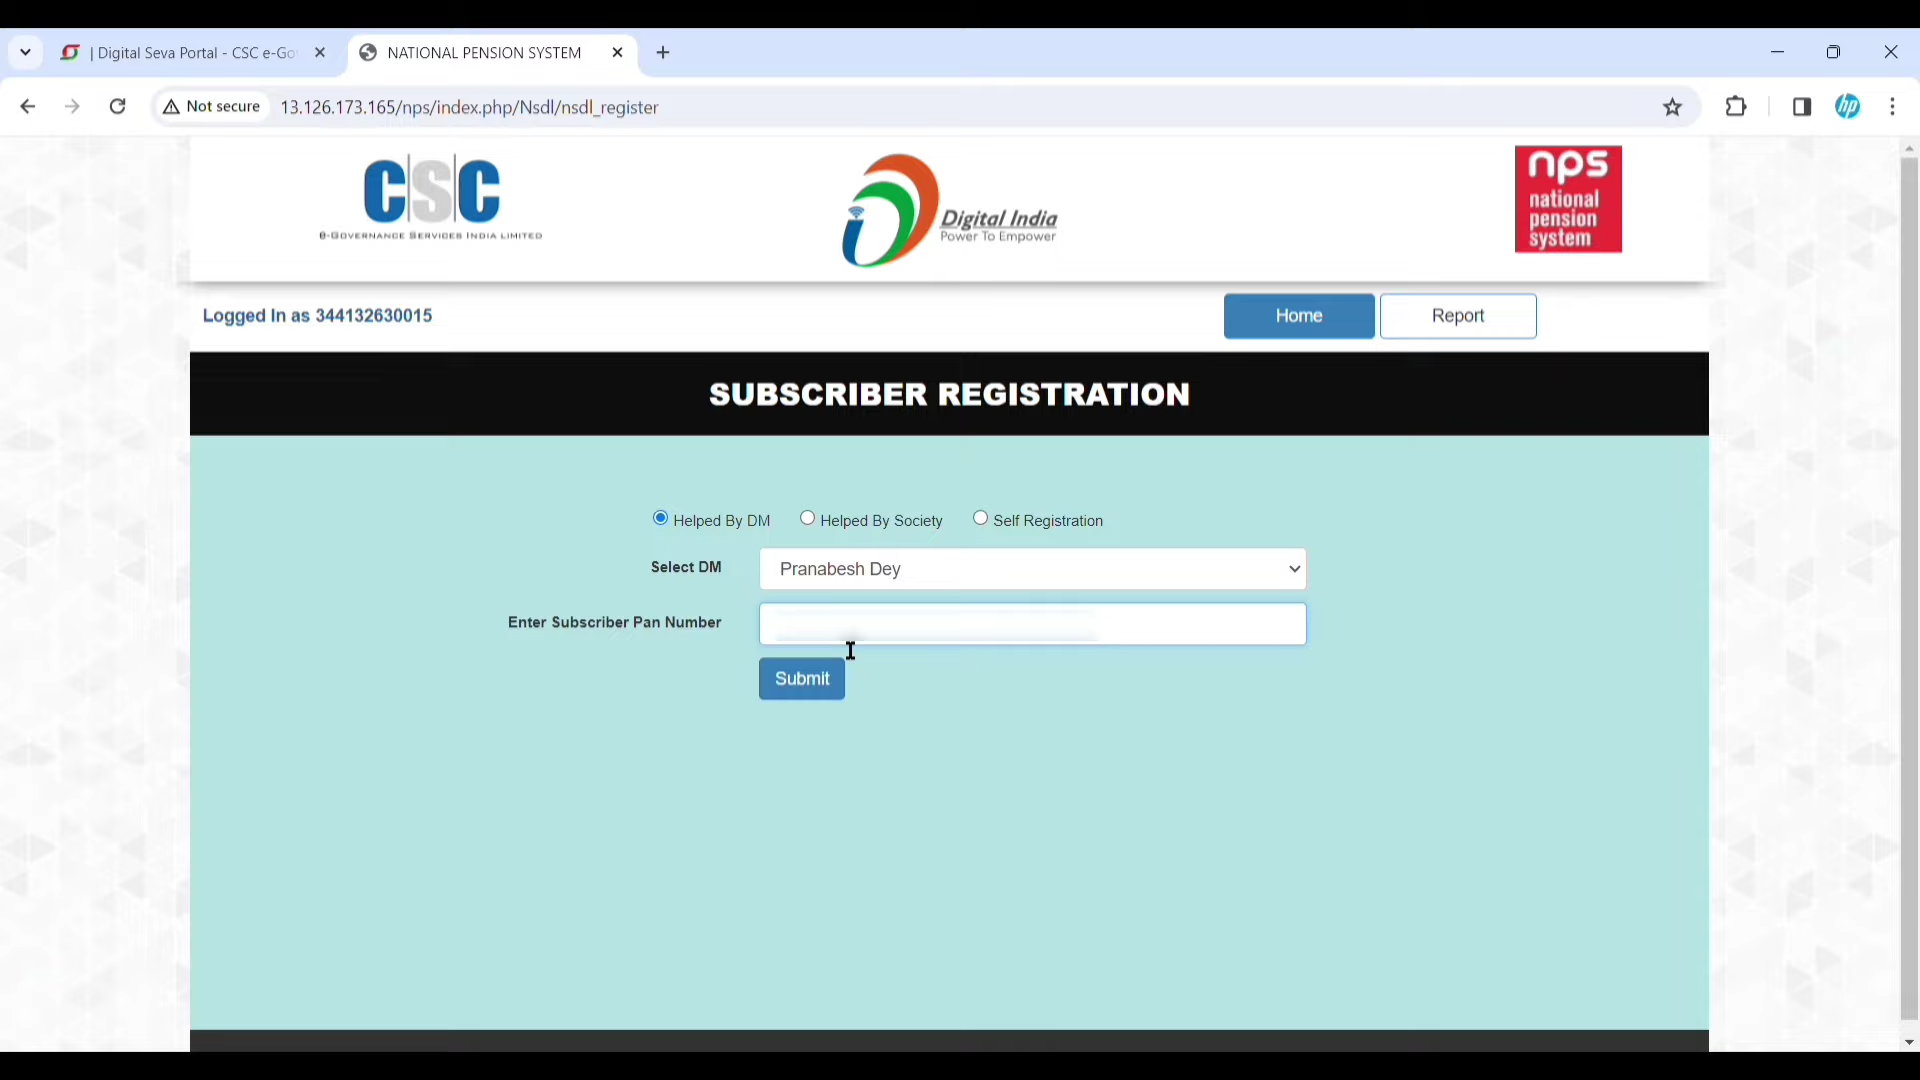 | Digital Seva Portal - CSC e-Go
NATIONAL PENSION SYSTEM
Not secure
13.126.173.165/nps/index.php/Nsdl/nsdl_register
hp
CSC
e-GOVERNANCE SERVICES INDIA LIMITED
Digital India
Power To Empower
nps
national
pension
system
Logged In as 344132630015
Home
Report
SUBSCRIBER REGISTRATION
Helped By DM
Helped By Society
Self Registration
Select DM
Pranabesh Dey
Enter Subscriber Pan Number
Submit